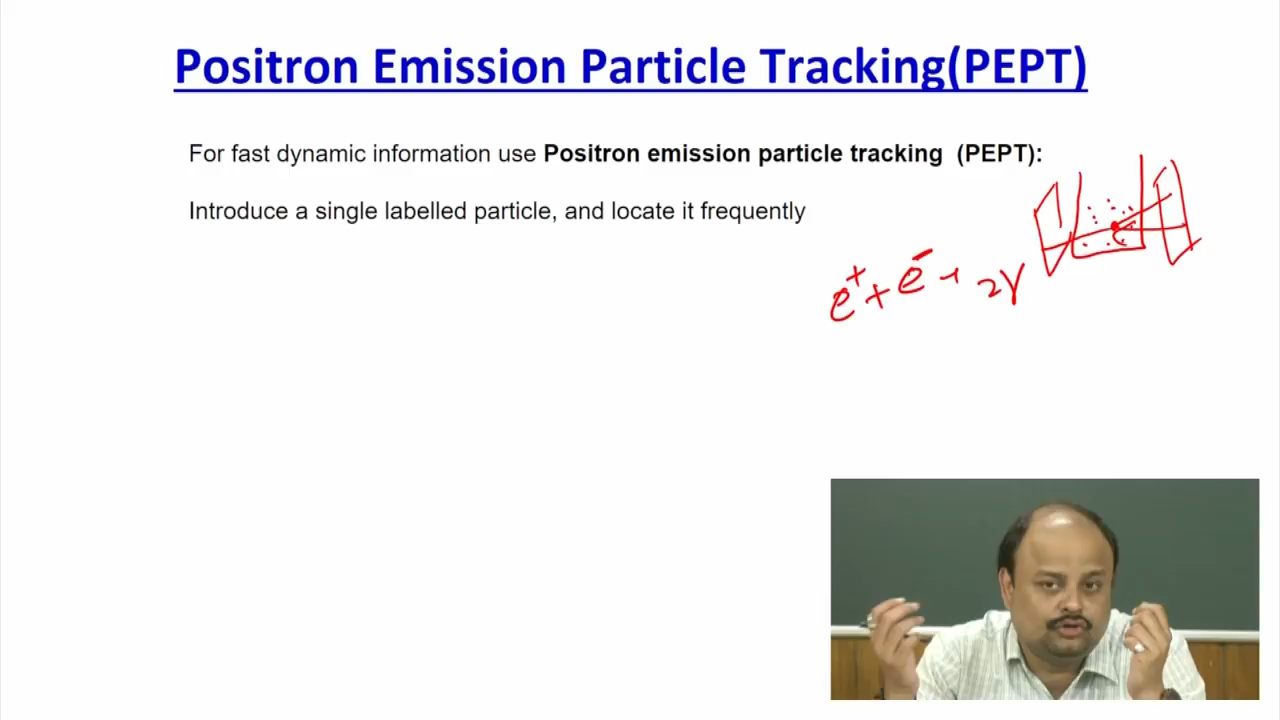 Positron Emission Particle Tracking(PEPT)
For fast dynamic information use Positron emission particle tracking (PEPT):
Introduce a single labelled particle, and locate it frequently
e⁺ + e⁻ + 2γ